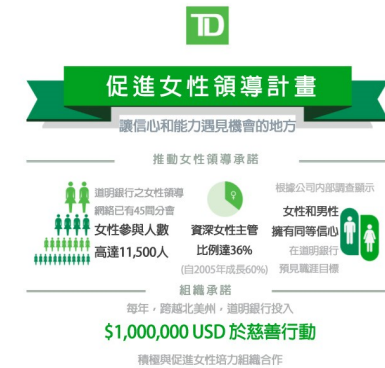 TD
促進女性領導計畫
讓信心和能力遇見機會的地方
推動女性領導承諾
道明銀行之女性領導
網絡已有45間分會
女性參與人數
高達11,500人
資深女性主管
比例達36%
(自2005年成長60%)
根據公司內部調查顯示
女性和男性
擁有同等信心
在道明銀行
預見職涯目標
組織承諾
每年，跨越北美州，道明銀行投入
$1,000,000 USD 於慈善行動
積極與促進女性培力組織合作